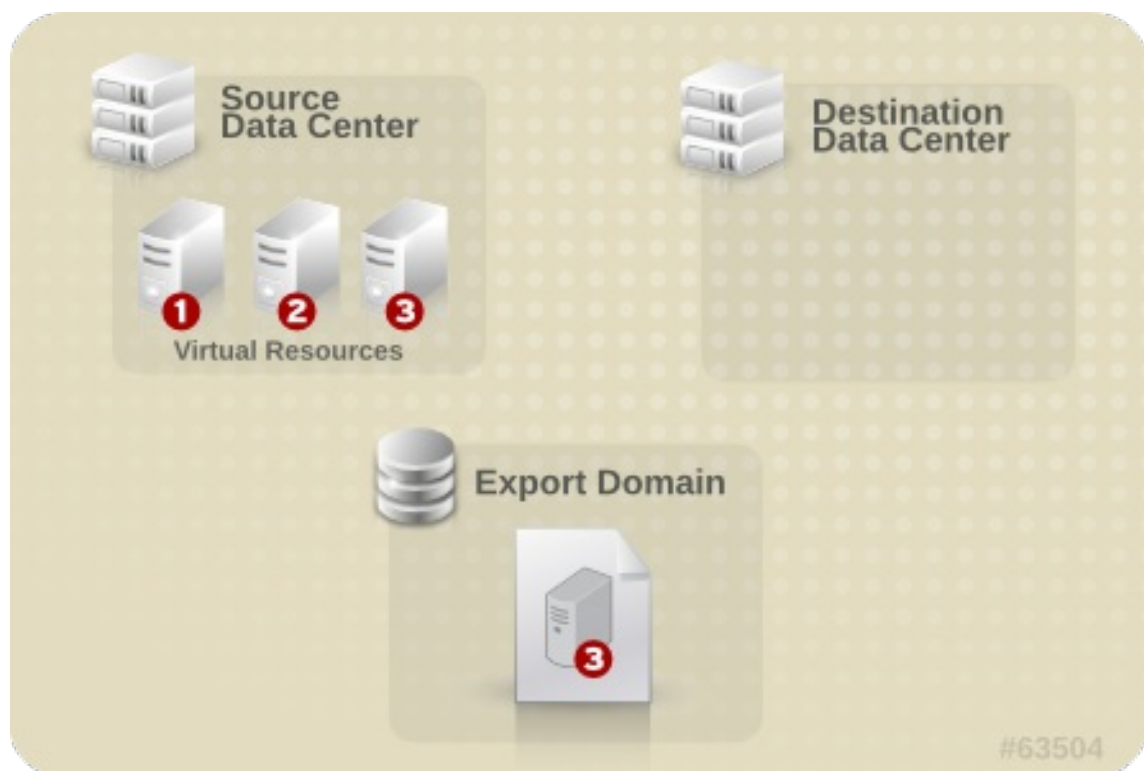 Source
Data Center
Destination
Data Center
1
2
3
Virtual Resources
Export Domain
3
#63504